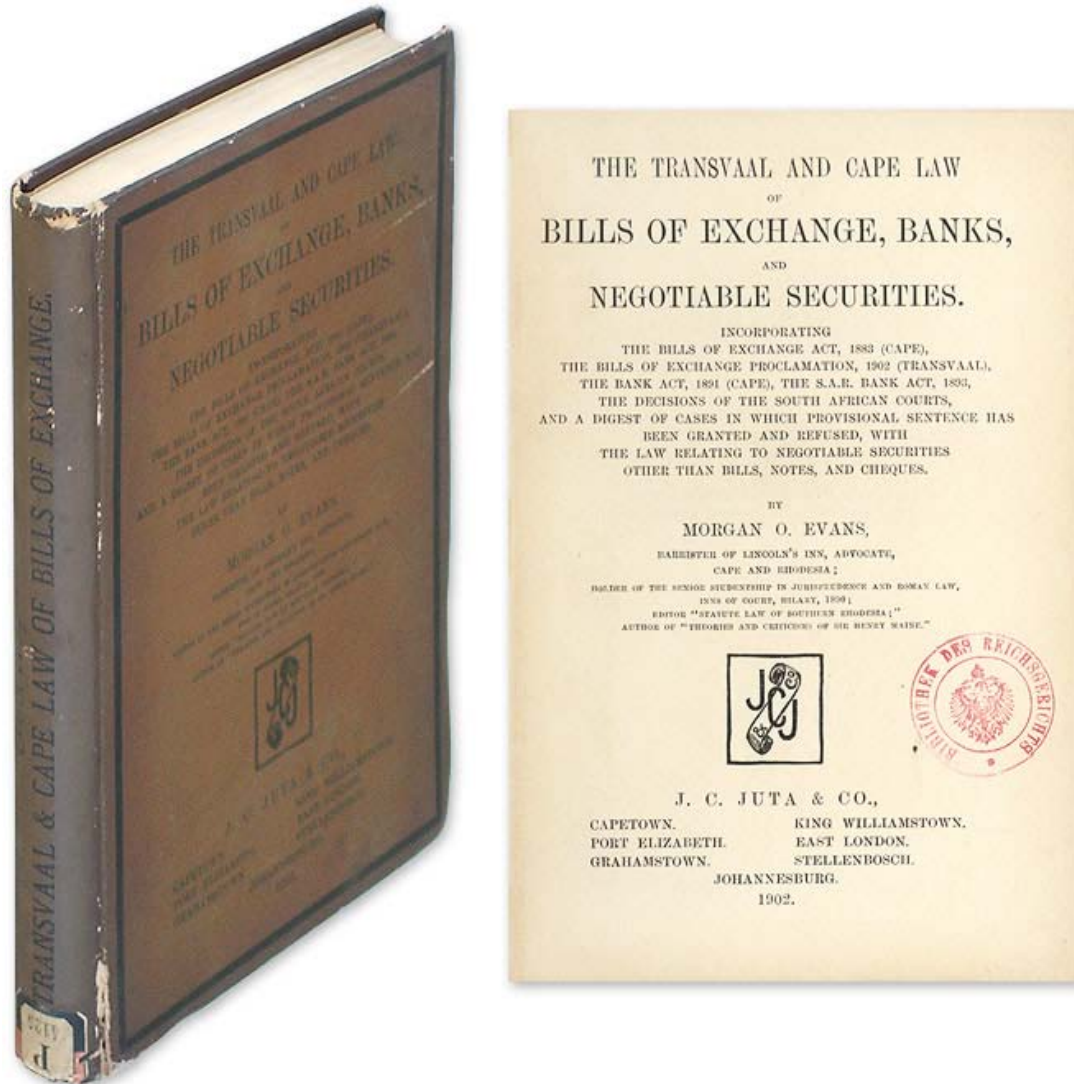 TRANSVAAL & CAPE LAW OF BILLS OF EXCHANGE.
P
THE TRANSVAAL AND CAPE LAW
OF
BILLS OF EXCHANGE, BANKS,
AND
NEGOTIABLE SECURITIES.
MORGAN O. EVANS,
JCJ
J. C. JUTA & CO.,
THE TRANSVAAL AND CAPE LAW
OF
BILLS OF EXCHANGE, BANKS,
AND
NEGOTIABLE SECURITIES.
INCORPORATING
THE BILLS OF EXCHANGE ACT, 1883 (CAPE),
THE BILLS OF EXCHANGE PROCLAMATION, 1902 (TRANSVAAL),
THE BANK ACT, 1891 (CAPE), THE S.A.R. BANK ACT, 1893,
THE DECISIONS OF THE SOUTH AFRICAN COURTS,
AND A DIGEST OF CASES IN WHICH PROVISIONAL SENTENCE HAS
BEEN GRANTED AND REFUSED, WITH
THE LAW RELATING TO NEGOTIABLE SECURITIES
OTHER THAN BILLS, NOTES, AND CHEQUES.
BY
MORGAN O. EVANS,
BARRISTER OF LINCOLN'S INN, ADVOCATE,
CAPE AND RHODESIA;
HOLDER OF THE SENIOR STUDENTSHIP IN JURISPRUDENCE AND ROMAN LAW,
INNS OF COURT, HILARY,
EDITOR "STATUTE LAW OF SOUTHERN RHODESIA;"
AUTHOR OF "THEORIES AND CRITICISMS OF SIR HENRY MAINE."
BIBLIOTHEK DES REICHSGERICHTS
JCJ
J. C. JUTA & CO.,
CAPETOWN. KING WILLIAMSTOWN.
PORT ELIZABETH. EAST LONDON.
GRAHAMSTOWN. STELLENBOSCH.
JOHANNESBURG.
1902.